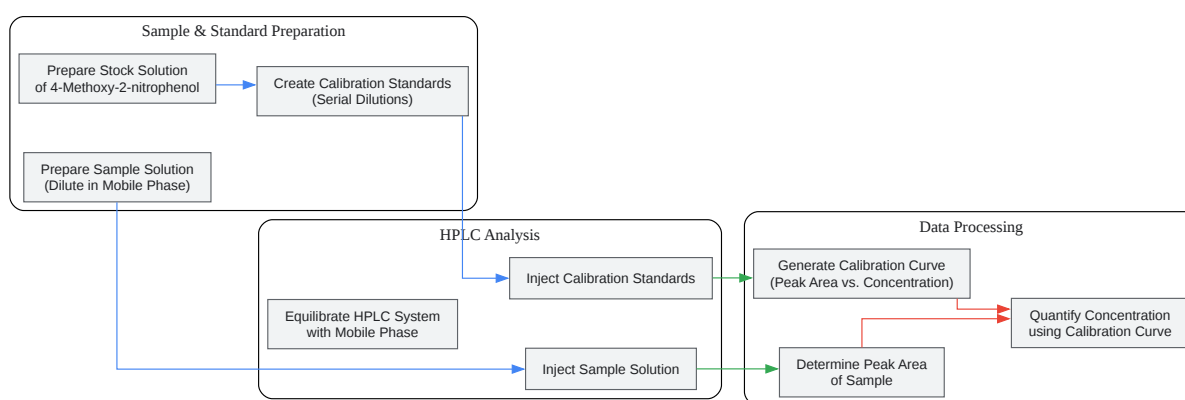 Sample & Standard Preparation
Prepare Stock Solution
of 4-Methoxy-2-nitrophenol
Create Calibration Standards
(Serial Dilutions)
Prepare Sample Solution
(Dilute in Mobile Phase)
HPLC Analysis
Inject Calibration Standards
Equilibrate HPLC System
with Mobile Phase
Inject Sample Solution
Data Processing
Generate Calibration Curve
(Peak Area vs. Concentration)
Quantify Concentration
using Calibration Curve
Determine Peak Area
of Sample